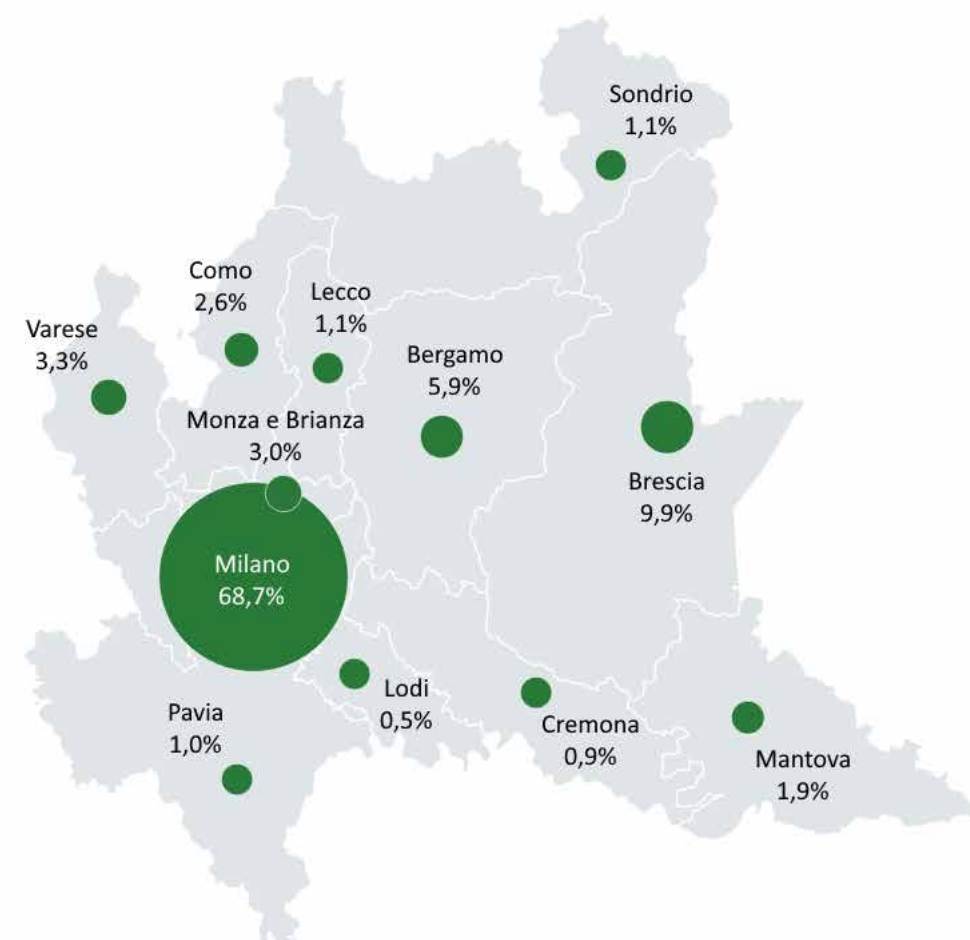 Sondrio
1,1%
Como
2,6%
Lecco
1,1%
Varese
3,3%
Bergamo
5,9%
Monza e Brianza
3,0%
Brescia
9,9%
Milano
68,7%
Lodi
0,5%
Pavia
1,0%
Cremona
0,9%
Mantova
1,9%